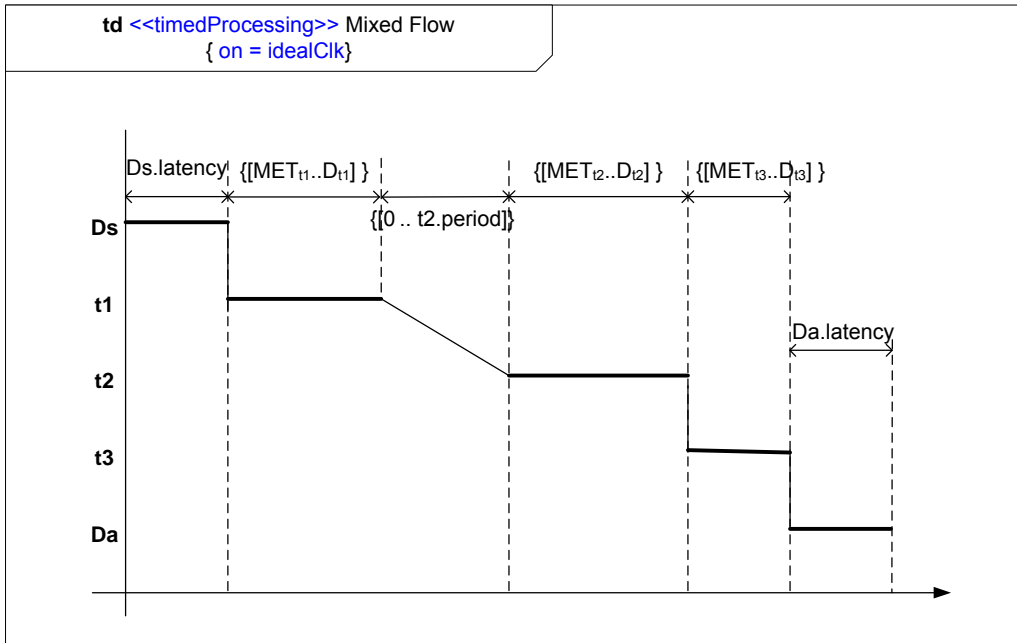 td <<timedProcessing>> Mixed Flow
{ on = idealClk}
Ds.latency {[METt1..Dt1] } {[METt2..Dt2] } {[METt3..Dt3] }
{[0 .. t2.period]}
Ds
t1
Da.latency
t2
t3
Da